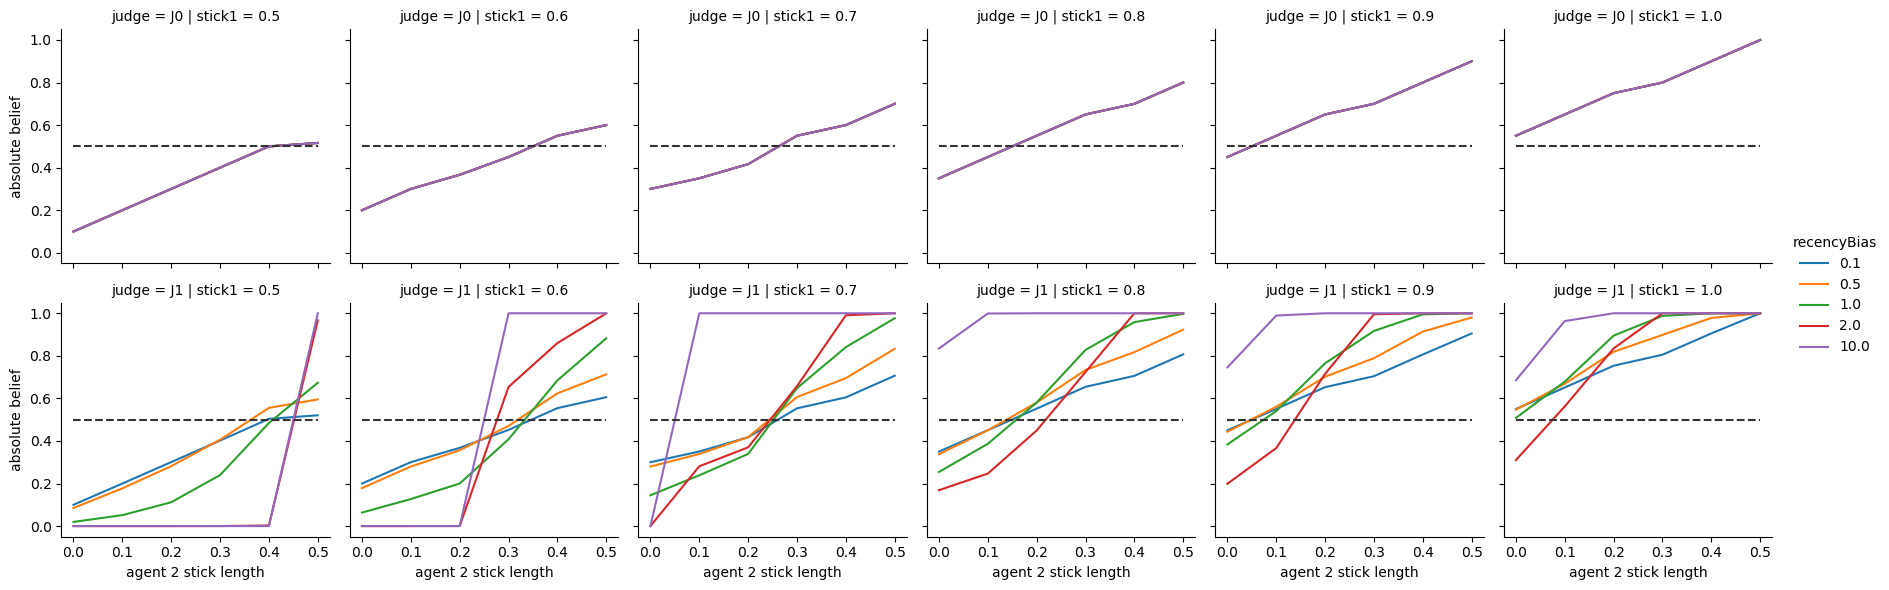 judge = J0 | stick1 = 0.5 judge = J0 | stick1 = 0.6 judge = J0 | stick1 = 0.7 judge = J0 | stick1 = 0.8 judge = J0 | stick1 = 0.9 judge = J0 | stick1 = 1.0
1.0
0.8
0.6
0.4
0.2
0.0
absolute belief
judge = J1 | stick1 = 0.5 judge = J1 | stick1 = 0.6 judge = J1 | stick1 = 0.7 judge = J1 | stick1 = 0.8 judge = J1 | stick1 = 0.9 judge = J1 | stick1 = 1.0
1.0
0.8
0.6
0.4
0.2
0.0
absolute belief
0.0 0.1 0.2 0.3 0.4 0.5 0.0 0.1 0.2 0.3 0.4 0.5 0.0 0.1 0.2 0.3 0.4 0.5 0.0 0.1 0.2 0.3 0.4 0.5 0.0 0.1 0.2 0.3 0.4 0.5 0.0 0.1 0.2 0.3 0.4 0.5
agent 2 stick length agent 2 stick length agent 2 stick length agent 2 stick length agent 2 stick length agent 2 stick length
recencyBias
0.1
0.5
1.0
2.0
10.0